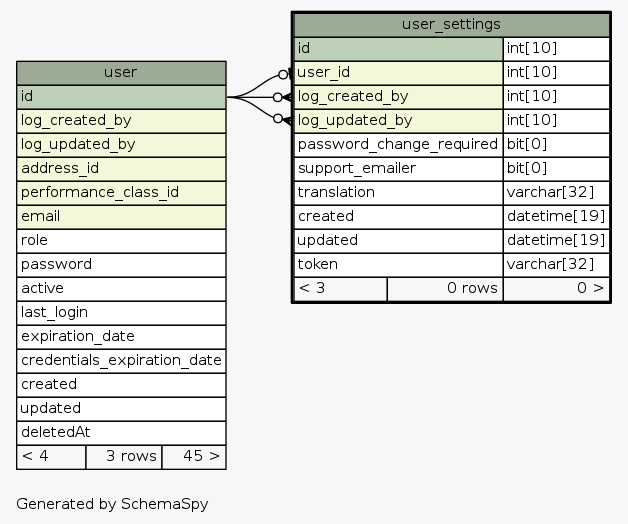 user
id
log_created_by
log_updated_by
address_id
performance_class_id
email
role
password
active
last_login
expiration_date
credentials_expiration_date
created
updated
deletedAt
< 4 3 rows 45 >
user_settings
id int[10]
user_id int[10]
log_created_by int[10]
log_updated_by int[10]
password_change_required bit[0]
support_emailer bit[0]
translation varchar[32]
created datetime[19]
updated datetime[19]
token varchar[32]
< 3 0 rows 0 >
Generated by SchemaSpy